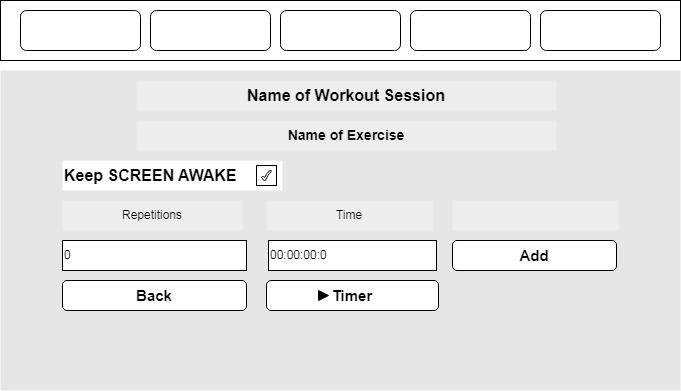 Name of Workout Session
Name of Exercise
Keep SCREEN AWAKE
Repetitions
Time
0
00:00:00:0
Add
Back
Timer